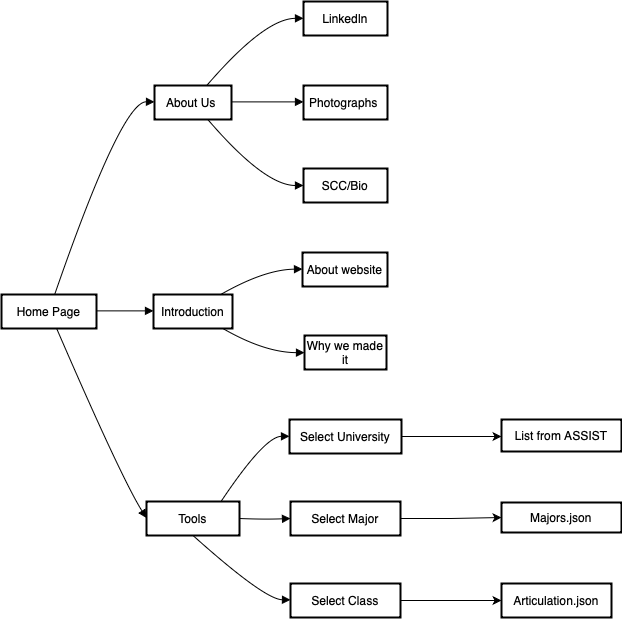 LinkedIn
About Us
Photographs
SCC/Bio
About website
Home Page
Introduction
Why we made
it
Select University
List from ASSIST
Tools
Select Major
Majors.json
Select Class
Articulation.json